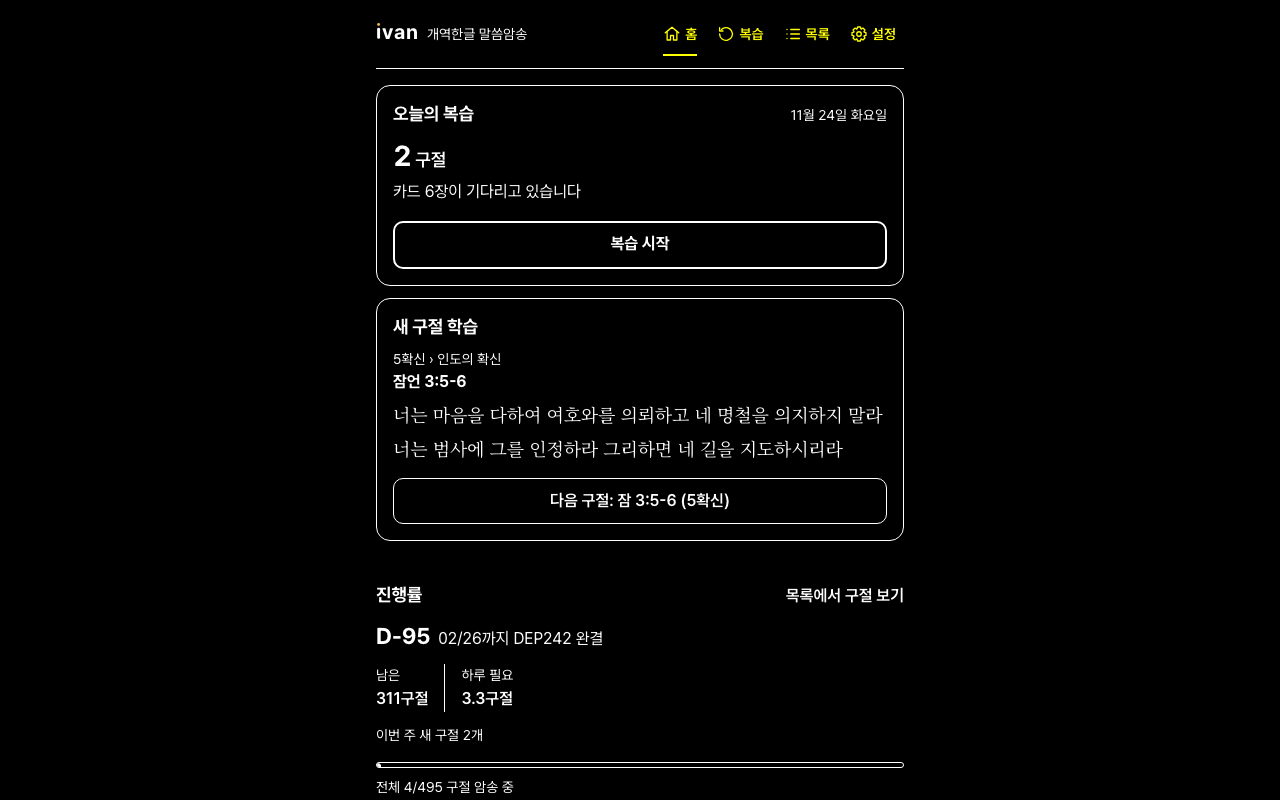 ivan 개역한글 말씀암송
홈 복습 목록 설정
오늘의 복습 11월 24일 화요일
2 구절
카드 6장이 기다리고 있습니다
복습 시작
새 구절 학습
5확신 › 인도의 확신
잠언 3:5-6
너는 마음을 다하여 여호와를 의뢰하고 네 명철을 의지하지 말라
너는 범사에 그를 인정하라 그리하면 네 길을 지도하시리라
다음 구절: 잠 3:5-6 (5확신)
진행률 목록에서 구절 보기
D-95 02/26까지 DEP242 완결
남은 하루 필요
311구절 3.3구절
이번 주 새 구절 2개
전체 4/495 구절 암송 중